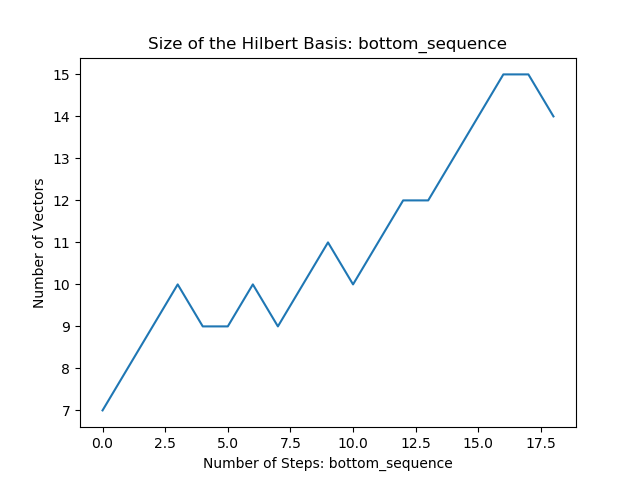 Size of the Hilbert Basis: bottom_sequence
Number of Vectors
15
14
13
12
11
10
9
8
7
0.0 2.5 5.0 7.5 10.0 12.5 15.0 17.5
Number of Steps: bottom_sequence